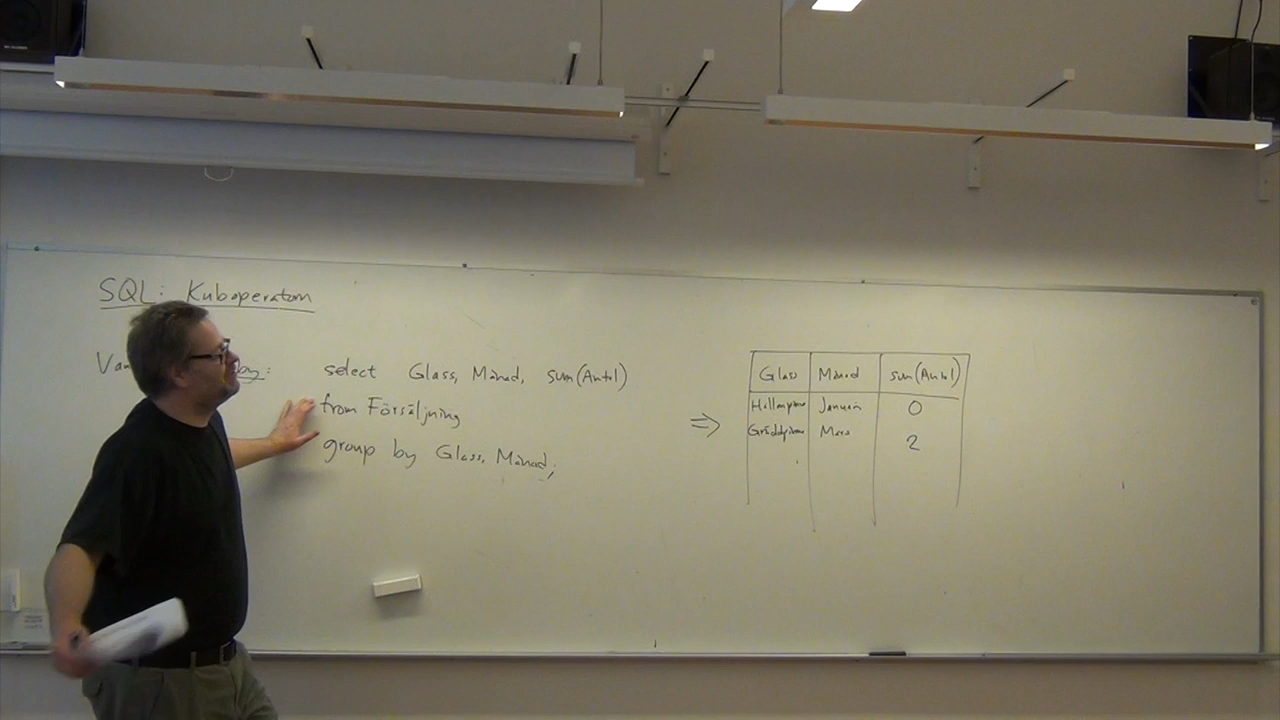 SQL: Kuboperatorn
by:
select Glass, Månad, sum(Antal)
from Försäljning
group by Glass, Månad;
⇒
Glass Månad sum(Antal)
Januari 0
Mars 2